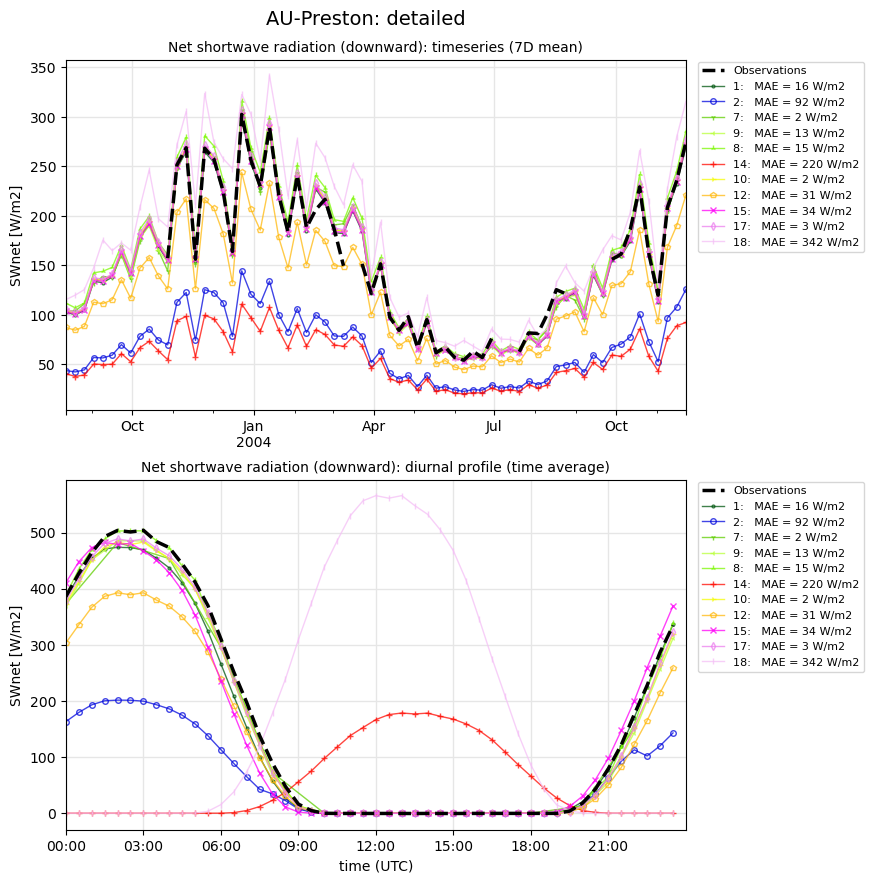 AU-Preston: detailed
Net shortwave radiation (downward): timeseries (7D mean)
SWnet [W/m2]
350
300
250
200
150
100
50
Oct
Jan
2004
Apr
Jul
Oct
Observations
1:   MAE = 16 W/m2
2:   MAE = 92 W/m2
7:   MAE = 2 W/m2
9:   MAE = 13 W/m2
8:   MAE = 15 W/m2
14:   MAE = 220 W/m2
10:   MAE = 2 W/m2
12:   MAE = 31 W/m2
15:   MAE = 34 W/m2
17:   MAE = 3 W/m2
18:   MAE = 342 W/m2
Net shortwave radiation (downward): diurnal profile (time average)
SWnet [W/m2]
500
400
300
200
100
0
00:00
03:00
06:00
09:00
12:00
15:00
18:00
21:00
time (UTC)
Observations
1:   MAE = 16 W/m2
2:   MAE = 92 W/m2
7:   MAE = 2 W/m2
9:   MAE = 13 W/m2
8:   MAE = 15 W/m2
14:   MAE = 220 W/m2
10:   MAE = 2 W/m2
12:   MAE = 31 W/m2
15:   MAE = 34 W/m2
17:   MAE = 3 W/m2
18:   MAE = 342 W/m2